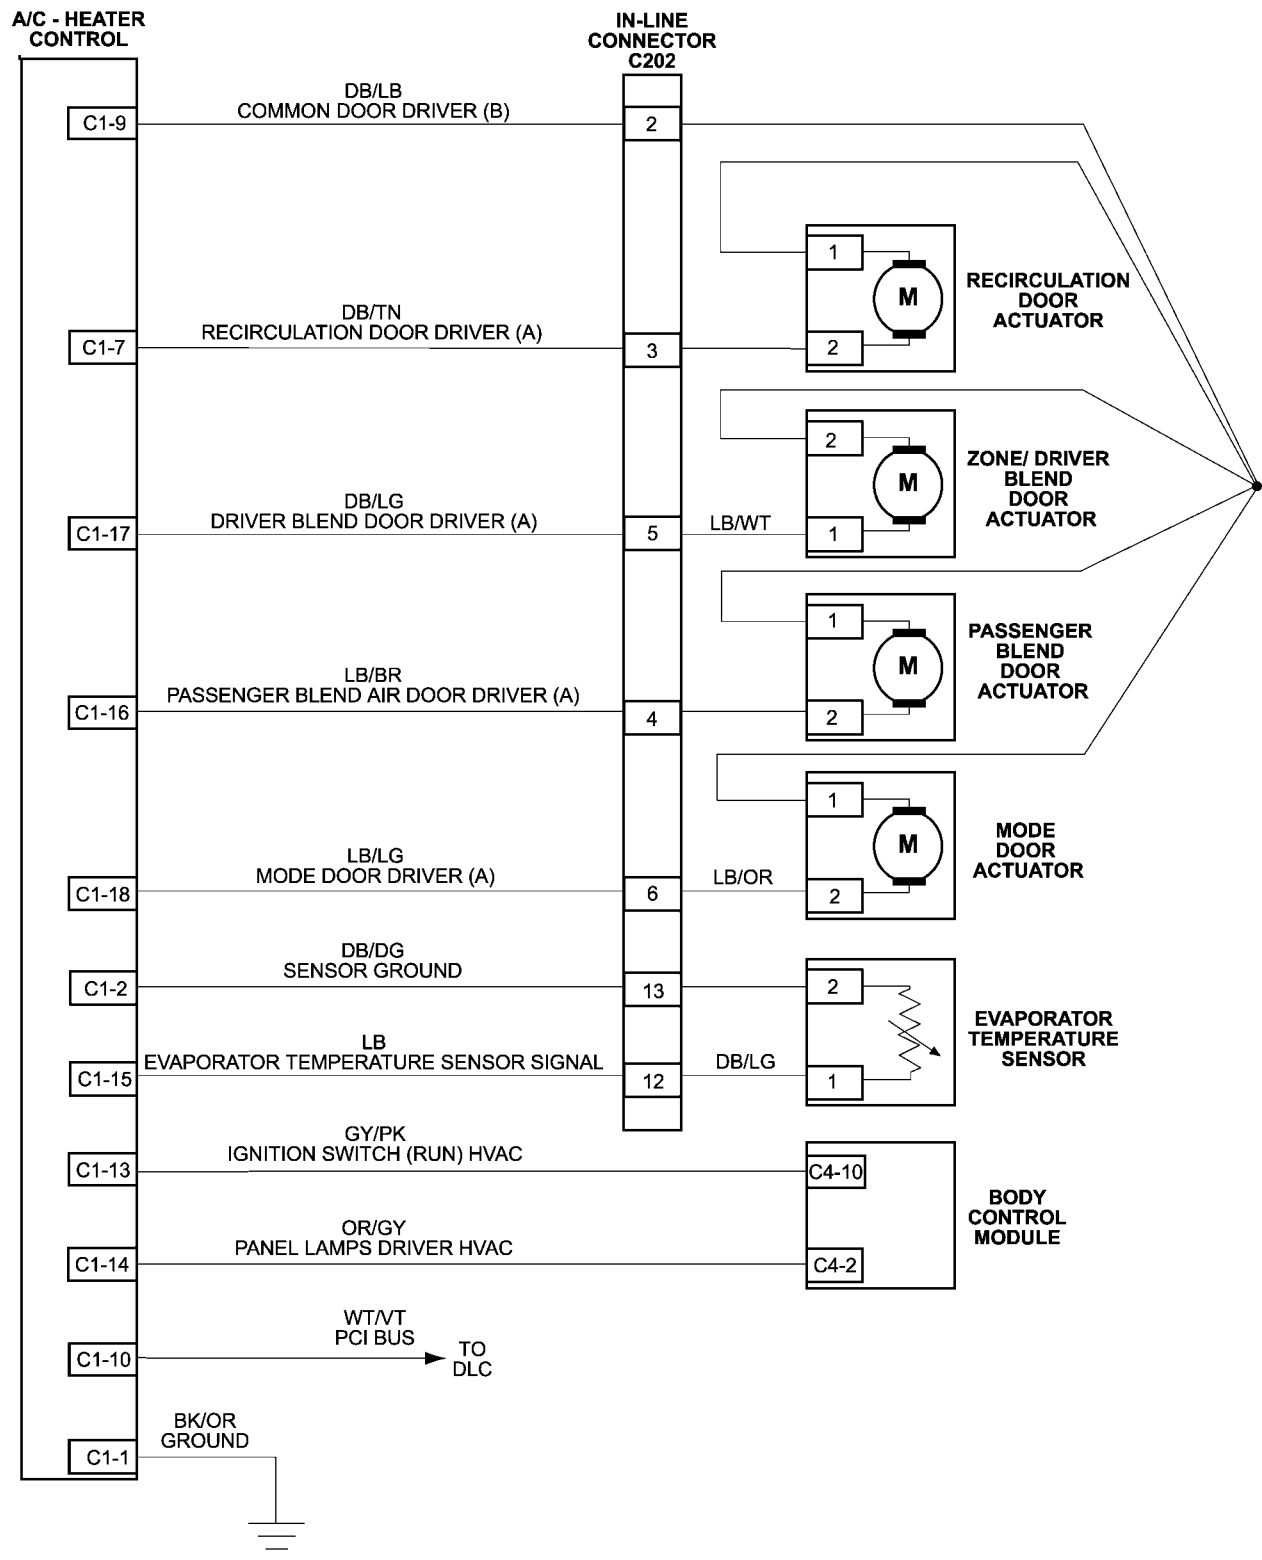 A/C - HEATER
CONTROL
IN-LINE
CONNECTOR
C202
DB/LB
COMMON DOOR DRIVER (B)
C1-9
2
1
M
RECIRCULATION
DOOR
ACTUATOR
DB/TN
RECIRCULATION DOOR DRIVER (A)
C1-7
3
2
2
M
ZONE/ DRIVER
BLEND
DOOR
ACTUATOR
DB/LG
DRIVER BLEND DOOR DRIVER (A)
C1-17
5
LB/WT
1
1
M
PASSENGER
BLEND
DOOR
ACTUATOR
LB/BR
PASSENGER BLEND AIR DOOR DRIVER (A)
C1-16
4
2
1
M
MODE
DOOR
ACTUATOR
LB/LG
MODE DOOR DRIVER (A)
C1-18
6
LB/OR
2
DB/DG
SENSOR GROUND
C1-2
13
2
EVAPORATOR
TEMPERATURE
SENSOR
LB
EVAPORATOR TEMPERATURE SENSOR SIGNAL
C1-15
12
DB/LG
1
GY/PK
IGNITION SWITCH (RUN) HVAC
C1-13
C4-10
BODY
CONTROL
MODULE
OR/GY
PANEL LAMPS DRIVER HVAC
C1-14
C4-2
WT/VT
PCI BUS
C1-10
TO
DLC
BK/OR
GROUND
C1-1